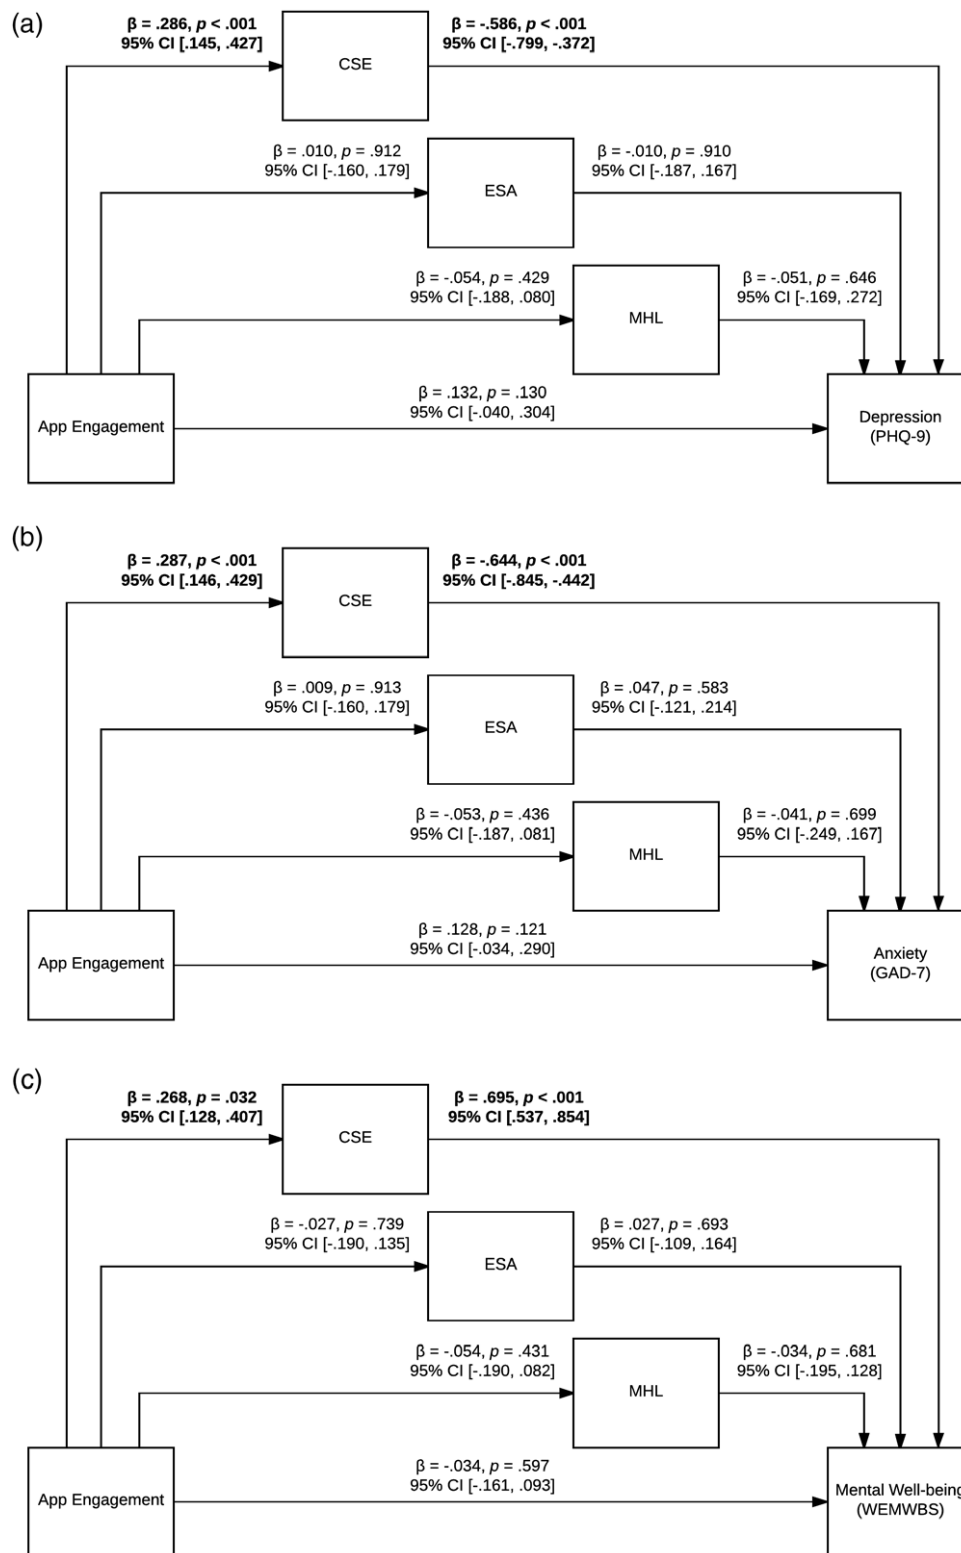 (a)
β = .286, p < .001
95% CI [.145, .427]
β = -.586, p < .001
95% CI [-.799, -.372]
CSE
β = .010, p = .912
95% CI [-.160, .179]
β = -.010, p = .910
95% CI [-.187, .167]
ESA
β = -.054, p = .429
95% CI [-.188, .080]
β = -.051, p = .646
95% CI [-.169, .272]
MHL
β = .132, p = .130
95% CI [-.040, .304]
App Engagement
Depression
(PHQ-9)
(b)
β = .287, p < .001
95% CI [.146, .429]
β = -.644, p < .001
95% CI [-.845, -.442]
CSE
β = .009, p = .913
95% CI [-.160, .179]
β = .047, p = .583
95% CI [-.121, .214]
ESA
β = -.053, p = .436
95% CI [-.187, .081]
β = -.041, p = .699
95% CI [-.249, .167]
MHL
β = .128, p = .121
95% CI [-.034, .290]
App Engagement
Anxiety
(GAD-7)
(c)
β = .268, p = .032
95% CI [.128, .407]
β = .695, p < .001
95% CI [.537, .854]
CSE
β = -.027, p = .739
95% CI [-.190, .135]
β = .027, p = .693
95% CI [-.109, .164]
ESA
β = -.054, p = .431
95% CI [-.190, .082]
β = -.034, p = .681
95% CI [-.195, .128]
MHL
β = -.034, p = .597
95% CI [-.161, .093]
App Engagement
Mental Well-being
(WEMWBS)